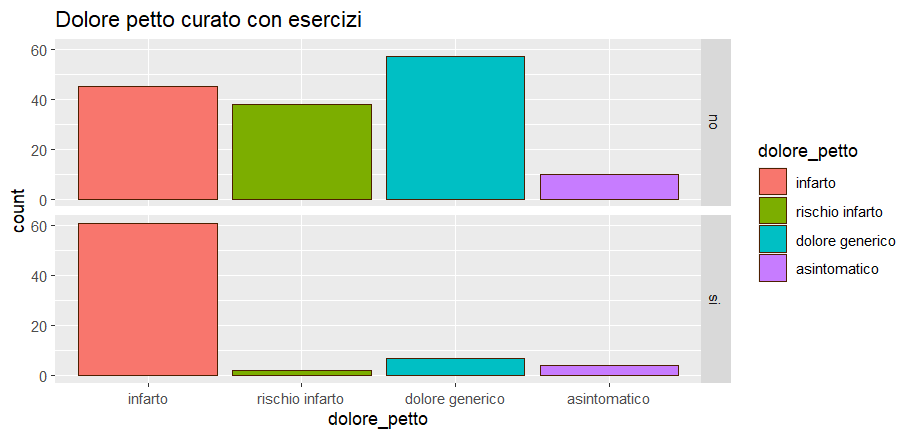 Dolore petto curato con esercizi
60
40
20
0
no
60
40
20
0
si
count
infarto
rischio infarto
dolore generico
asintomatico
dolore_petto
dolore_petto
infarto
rischio infarto
dolore generico
asintomatico